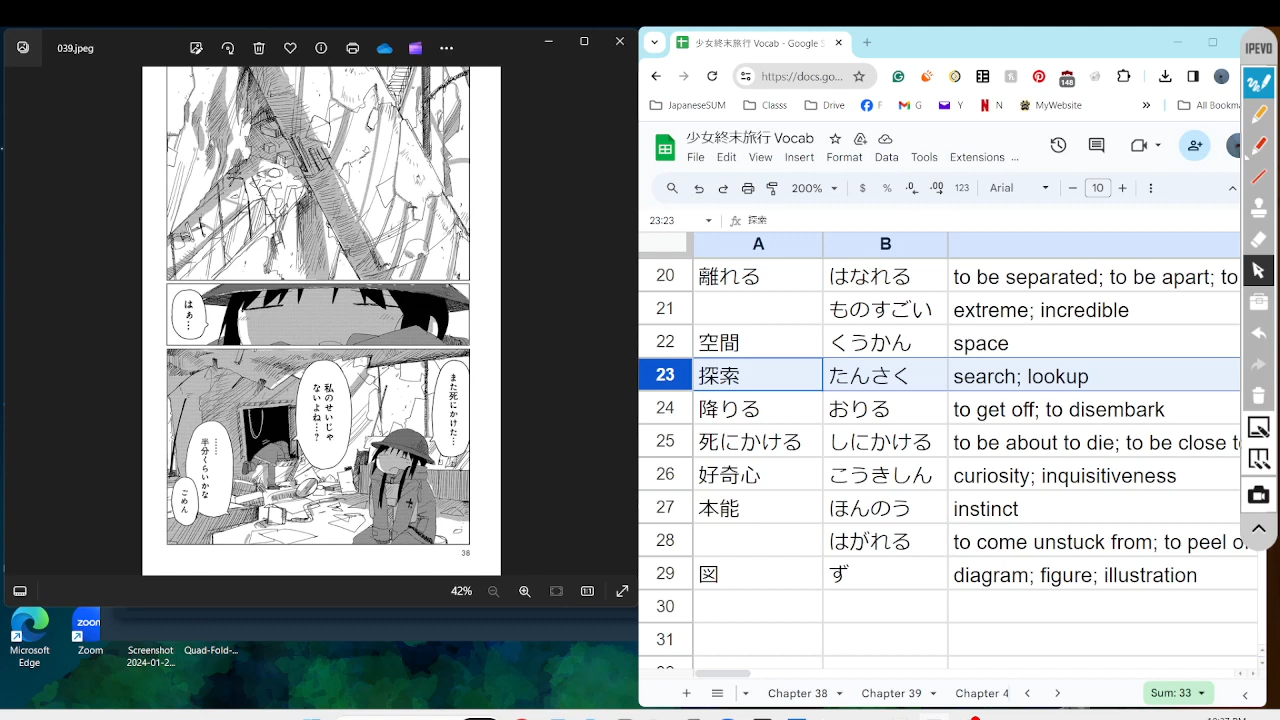 039.jpeg
はぁ…
また死にかけた…
私のせいじゃ
ないよね…?
……
半分くらいかな
ごめん
38
42%
Microsoft
Edge
zoom
Zoom
Screenshot
2024-01-2...
Quad-Fold-...
少女終末旅行 Vocab - Google S
https://docs.go...
148
JapaneseSUM
Classs
Drive
F
G
Y
N
MyWebsite
All Bookm
少女終末旅行 Vocab
File Edit View Insert Format Data Tools Extensions ...
200% $ % .0 .00 123 Arial 10
23:23 fx 探索
A B
20 離れる はなれる to be separated; to be apart; to
21 ものすごい extreme; incredible
22 空間 くうかん space
23 探索 たんさく search; lookup
24 降りる おりる to get off; to disembark
25 死にかける しにかける to be about to die; to be close t
26 好奇心 こうきしん curiosity; inquisitiveness
27 本能 ほんのう instinct
28 はがれる to come unstuck from; to peel o
29 図 ず diagram; figure; illustration
30
31
Chapter 38 Chapter 39 Chapter 4 Sum: 33
IPEVO